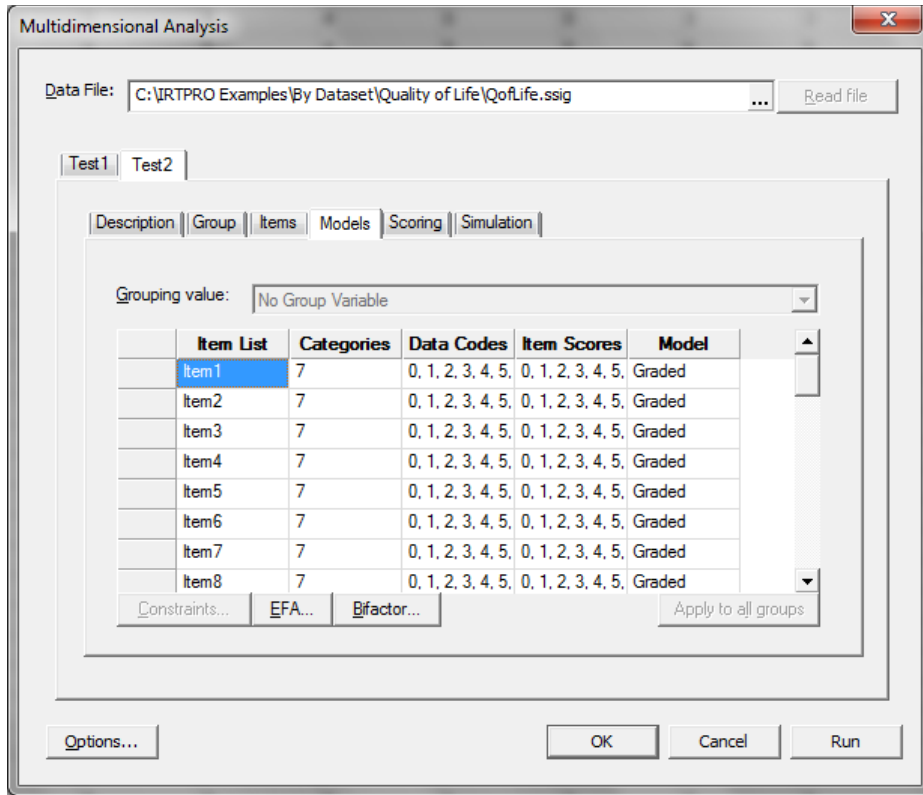 Multidimensional Analysis
x
Data File: C:\IRTPRO Examples\By Dataset\Quality of Life\QofLife.ssig ... Read file
Test1 Test2
Description Group Items Models Scoring Simulation
Grouping value: No Group Variable
Item List Categories Data Codes Item Scores Model
Item1 7 0, 1, 2, 3, 4, 5, 0, 1, 2, 3, 4, 5, Graded
Item2 7 0, 1, 2, 3, 4, 5, 0, 1, 2, 3, 4, 5, Graded
Item3 7 0, 1, 2, 3, 4, 5, 0, 1, 2, 3, 4, 5, Graded
Item4 7 0, 1, 2, 3, 4, 5, 0, 1, 2, 3, 4, 5, Graded
Item5 7 0, 1, 2, 3, 4, 5, 0, 1, 2, 3, 4, 5, Graded
Item6 7 0, 1, 2, 3, 4, 5, 0, 1, 2, 3, 4, 5, Graded
Item7 7 0, 1, 2, 3, 4, 5, 0, 1, 2, 3, 4, 5, Graded
Item8 7 0, 1, 2, 3, 4, 5, 0, 1, 2, 3, 4, 5, Graded
Constraints... EFA... Bifactor... Apply to all groups
Options... OK Cancel Run